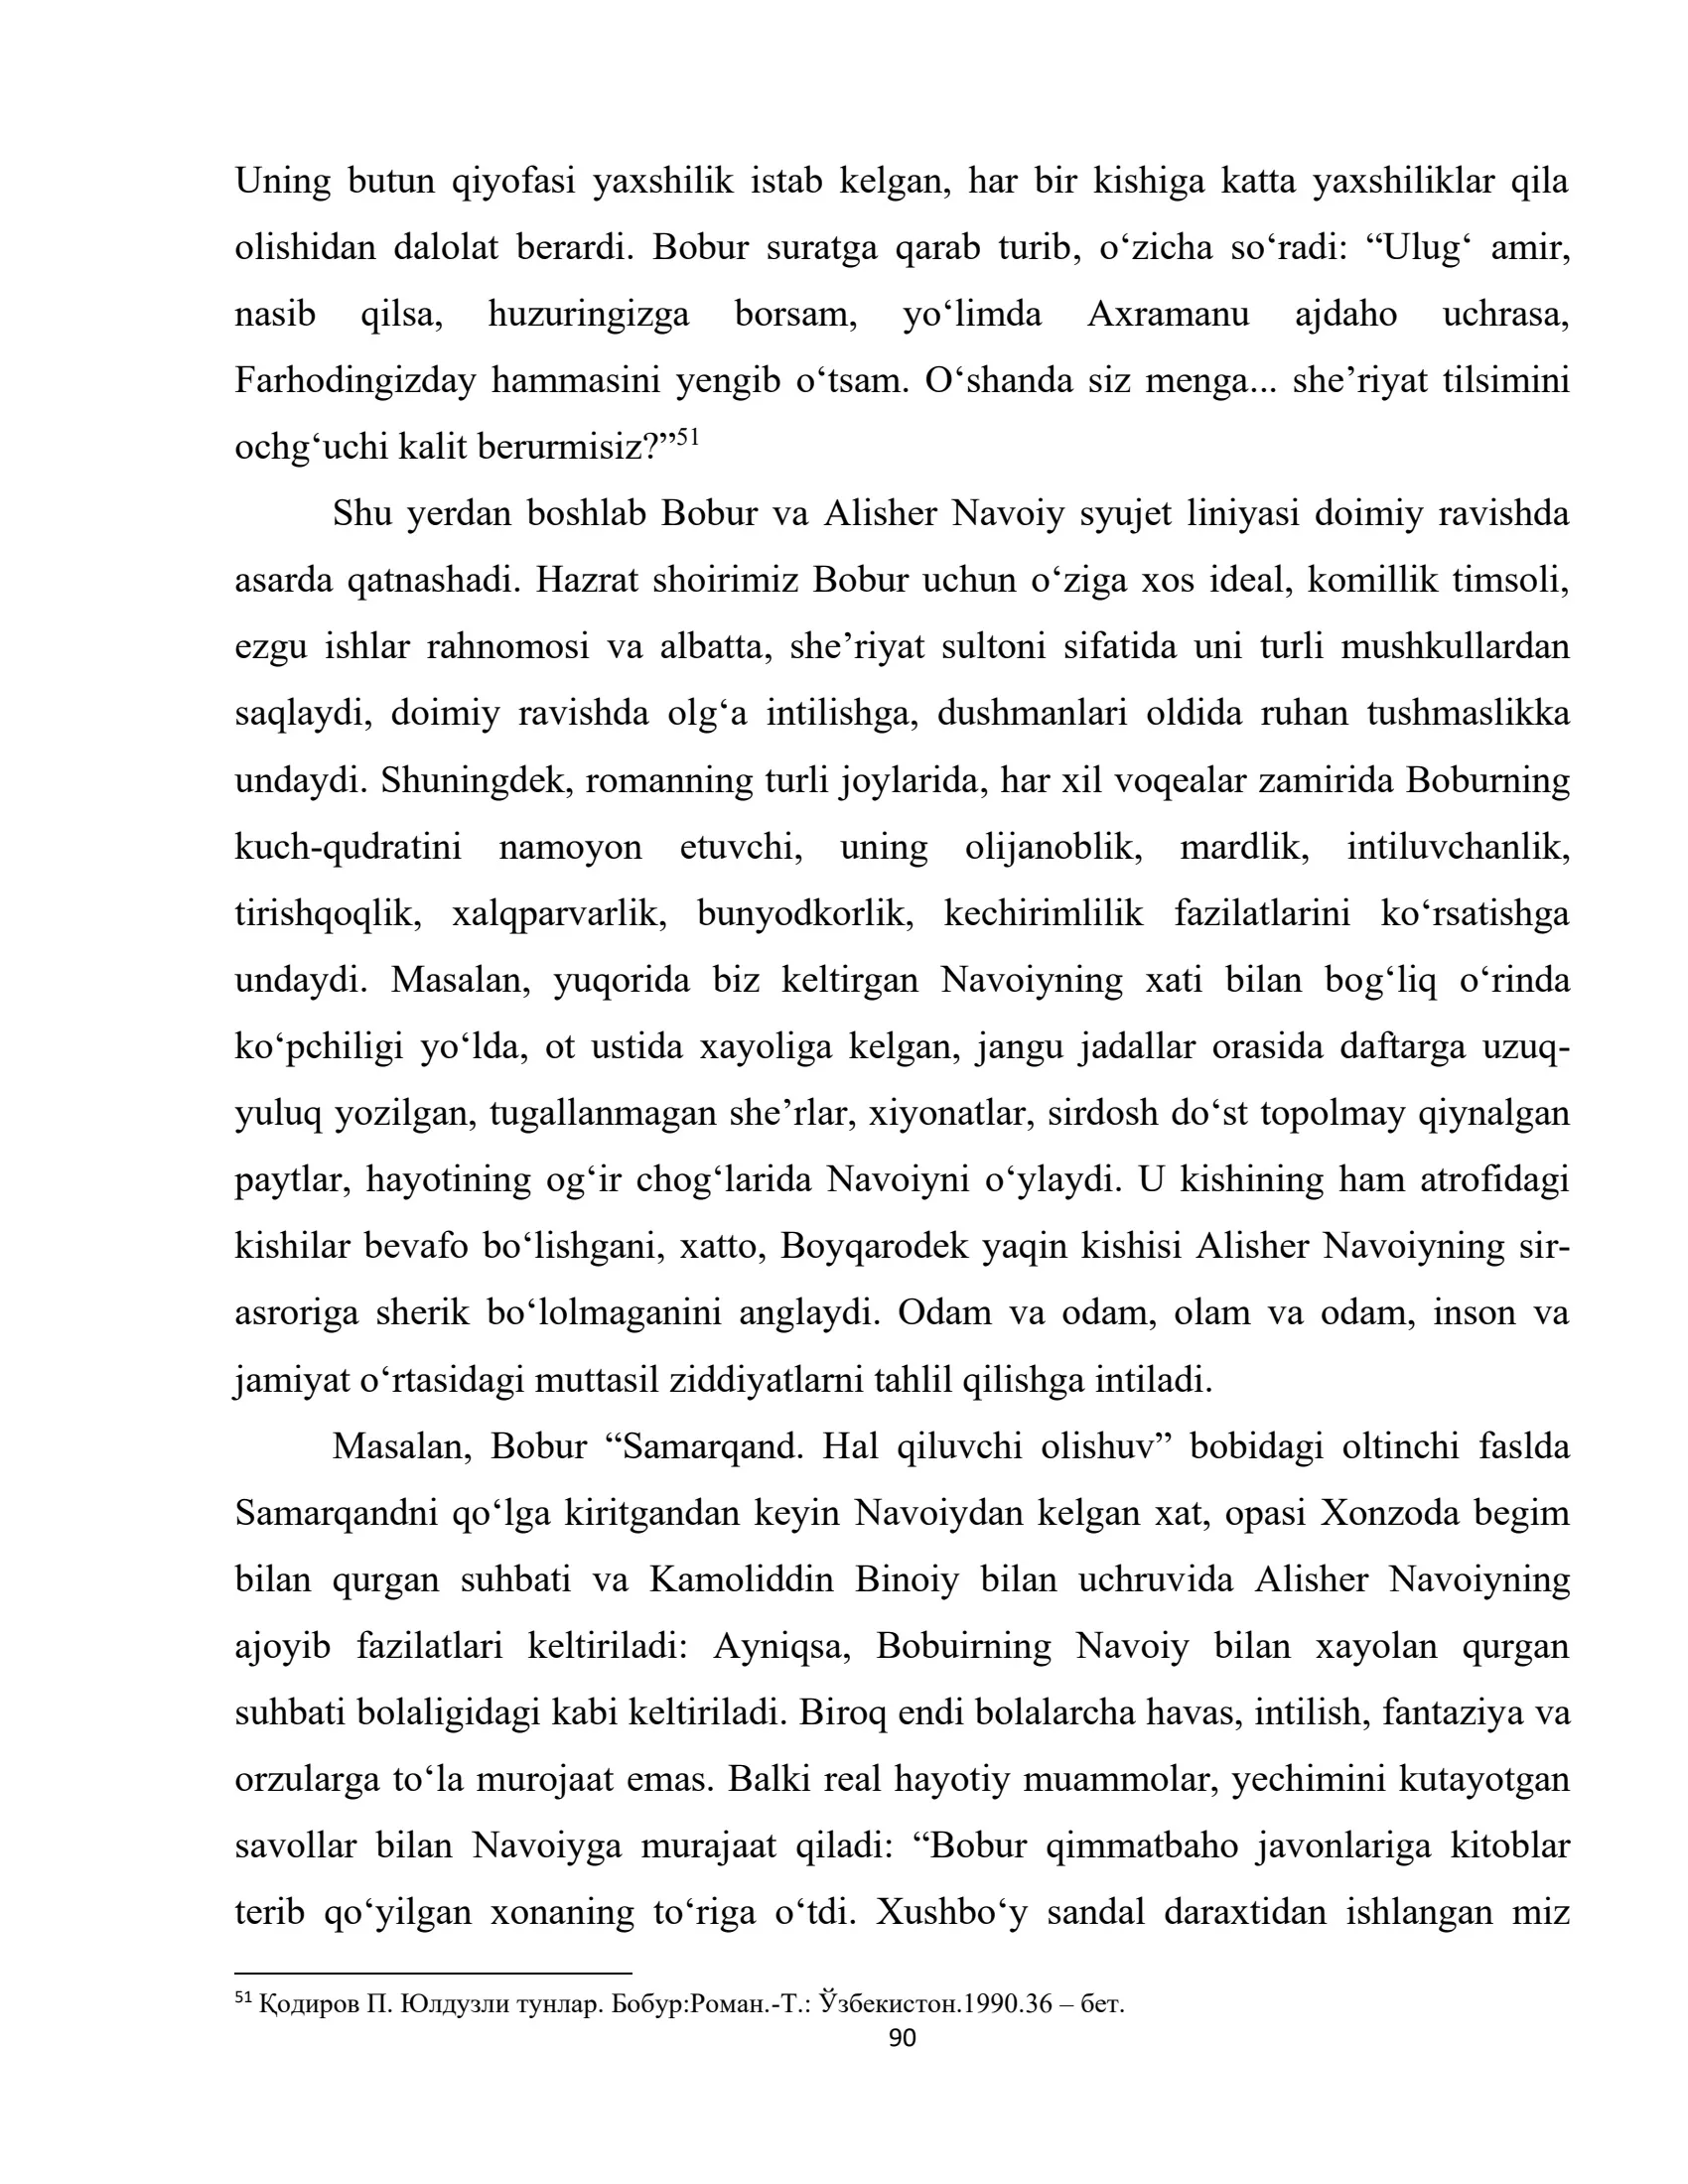 Uning butun qiyofasi yaxshilik istab kelgan, har bir kishiga katta yaxshiliklar qila
olishidan dalolat berardi. Bobur suratga qarab turib, o‘zicha so‘radi: “Ulug‘ amir,
nasib qilsa, huzuringizga borsam, yo‘limda Axramanu ajdaho uchrasa,
Farhodingizday hammasini yengib o‘tsam. O‘shanda siz menga... she’riyat tilsimini
ochg‘uchi kalit berurmisiz?”51
Shu yerdan boshlab Bobur va Alisher Navoiy syujet liniyasi doimiy ravishda
asarda qatnashadi. Hazrat shoirimiz Bobur uchun o‘ziga xos ideal, komillik timsoli,
ezgu ishlar rahnomosi va albatta, she’riyat sultoni sifatida uni turli mushkullardan
saqlaydi, doimiy ravishda olg‘a intilishga, dushmanlari oldida ruhan tushmaslikka
undaydi. Shuningdek, romanning turli joylarida, har xil voqealar zamirida Boburning
kuch-qudratini namoyon etuvchi, uning olijanoblik, mardlik, intiluvchanlik,
tirishqoqlik, xalqparvarlik, bunyodkorlik, kechirimlilik fazilatlarini ko‘rsatishga
undaydi. Masalan, yuqorida biz keltirgan Navoiyning xati bilan bog‘liq o‘rinda
ko‘pchiligi yo‘lda, ot ustida xayoliga kelgan, jangu jadallar orasida daftarga uzuq-
yuluq yozilgan, tugallanmagan she’rlar, xiyonatlar, sirdosh do‘st topolmay qiynalgan
paytlar, hayotining og‘ir chog‘larida Navoiyni o‘ylaydi. U kishining ham atrofidagi
kishilar bevafo bo‘lishgani, xatto, Boyqarodek yaqin kishisi Alisher Navoiyning sir-
asroriga sherik bo‘lolmaganini anglaydi. Odam va odam, olam va odam, inson va
jamiyat o‘rtasidagi muttasil ziddiyatlarni tahlil qilishga intiladi.
Masalan, Bobur “Samarqand. Hal qiluvchi olishuv” bobidagi oltinchi faslda
Samarqandni qo‘lga kiritgandan keyin Navoiydan kelgan xat, opasi Xonzoda begim
bilan qurgan suhbati va Kamoliddin Binoiy bilan uchruvida Alisher Navoiyning
ajoyib fazilatlari keltiriladi: Ayniqsa, Bobuirning Navoiy bilan xayolan qurgan
suhbati bolaligidagi kabi keltiriladi. Biroq endi bolalarcha havas, intilish, fantaziya va
orzularga to‘la murojaat emas. Balki real hayotiy muammolar, yechimini kutayotgan
savollar bilan Navoiyga murajaat qiladi: “Bobur qimmatbaho javonlariga kitoblar
terib qo‘yilgan xonaning to‘riga o‘tdi. Xushbo‘y sandal daraxtidan ishlangan miz
51 Қодиров П. Юлдузли тунлар. Бобур:Роман.-Т.: Ўзбекистон.1990.36 – бет.
90